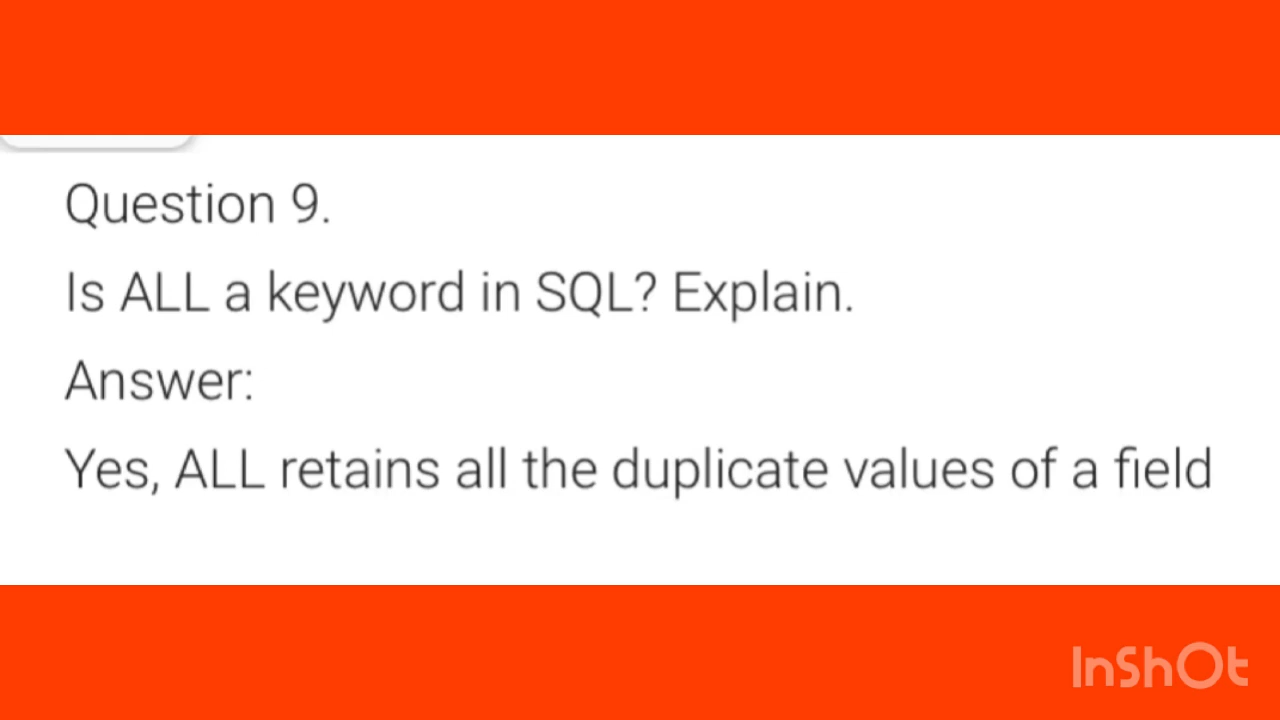 Question 9.
Is ALL a keyword in SQL? Explain.
Answer:
Yes, ALL retains all the duplicate values of a field
InShOt